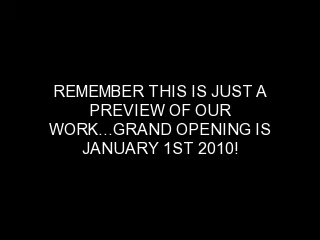 REMEMBER THIS IS JUST A
PREVIEW OF OUR
WORK...GRAND OPENING IS
JANUARY 1ST 2010!